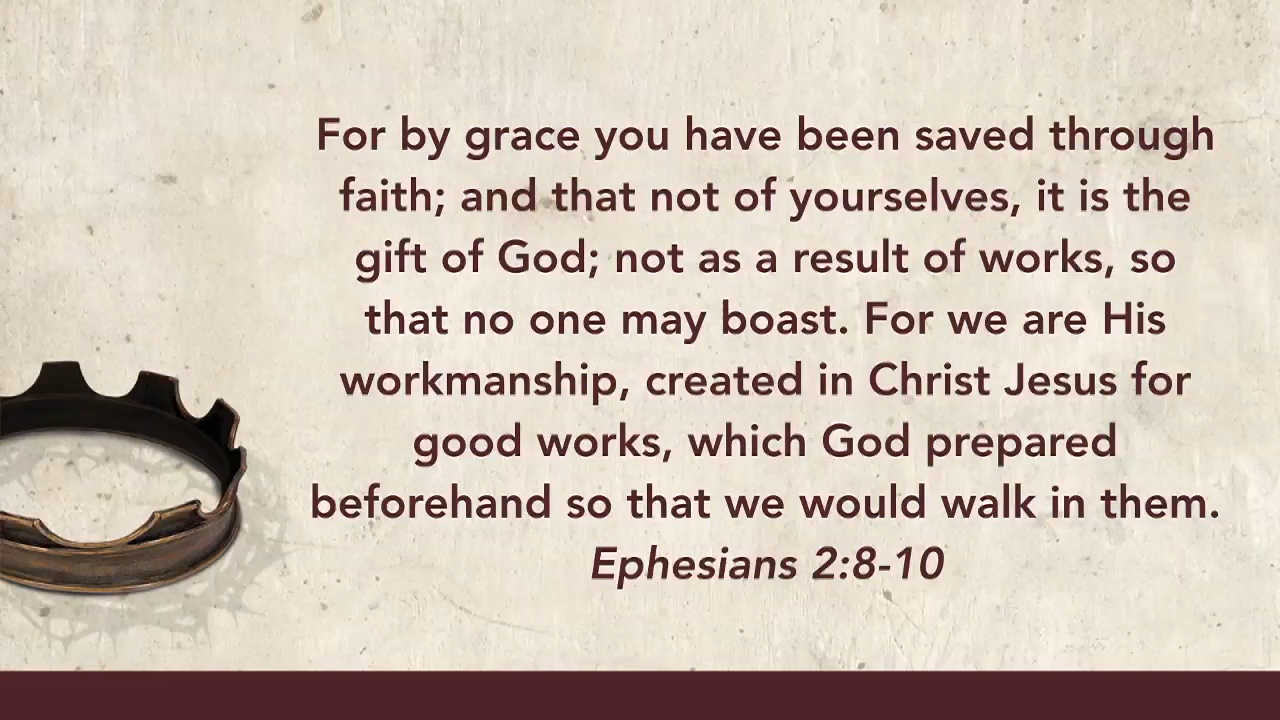 For by grace you have been saved through
faith; and that not of yourselves, it is the
gift of God; not as a result of works, so
that no one may boast. For we are His
workmanship, created in Christ Jesus for
good works, which God prepared
beforehand so that we would walk in them.
Ephesians 2:8-10